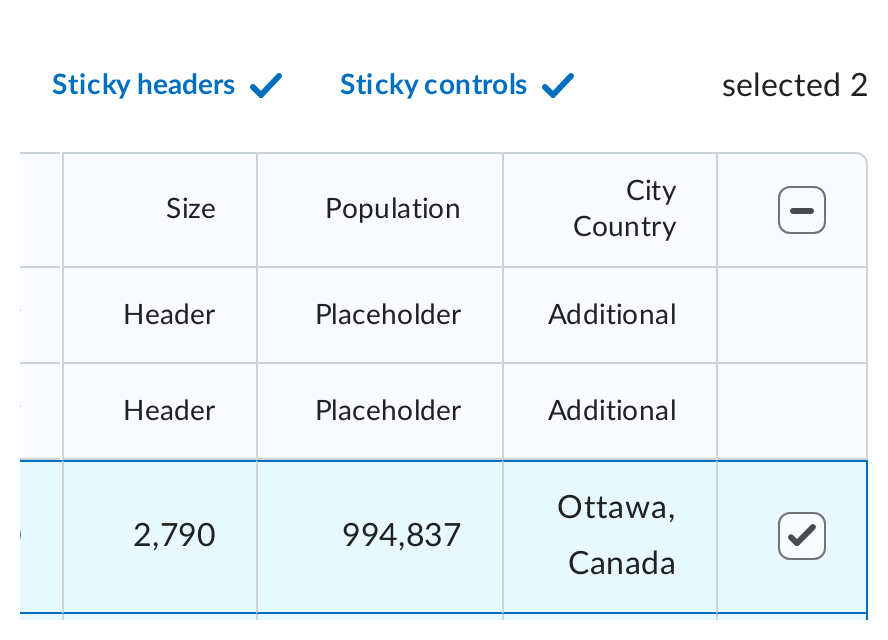 Sticky headers Sticky controls selected 2
Size Population City
Country
Header Placeholder Additional
Header Placeholder Additional
2,790 994,837 Ottawa,
Canada